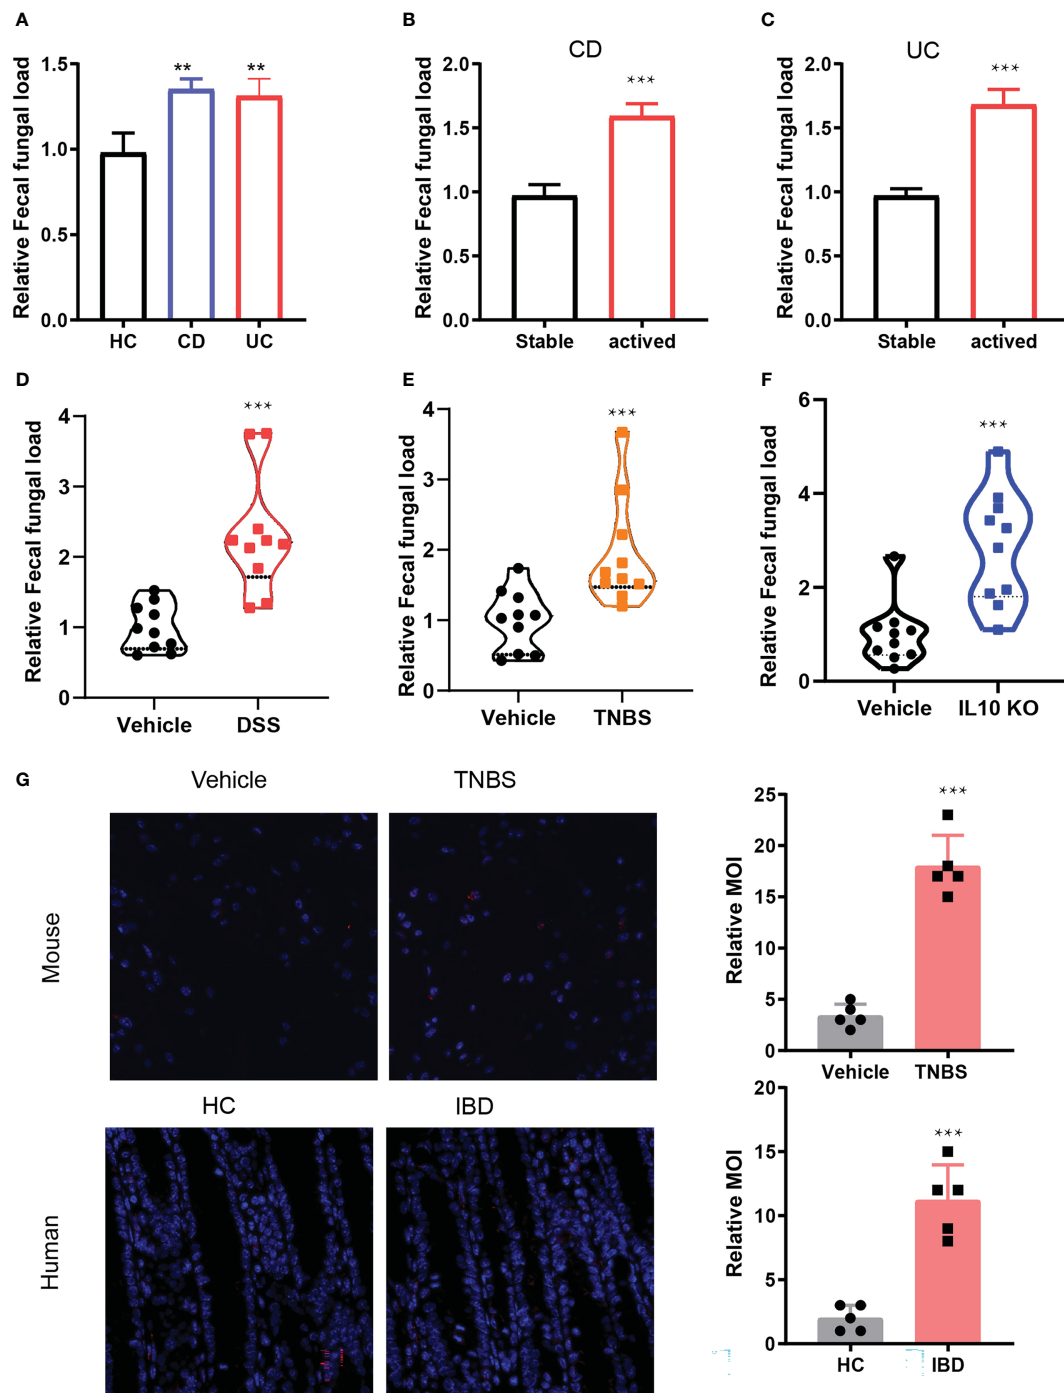 A
Relative Fecal fungal load
1.5
1.0
0.5
0.0
**
**
HC CD UC
B
CD
Relative Fecal fungal load
2.0
1.5
1.0
0.5
0.0
***
Stable actived
C
UC
Relative Fecal fungal load
2.0
1.5
1.0
0.5
0.0
***
Stable actived
D
Relative Fecal fungal load
4
3
2
1
0
***
Vehicle DSS
E
Relative Fecal fungal load
4
3
2
1
0
***
Vehicle TNBS
F
Relative Fecal fungal load
6
4
2
0
***
Vehicle IL10 KO
G
Vehicle TNBS
Mouse
HC IBD
Human
Relative MOI
25
20
15
10
5
0
***
Vehicle TNBS
Relative MOI
20
15
10
5
0
***
HC IBD